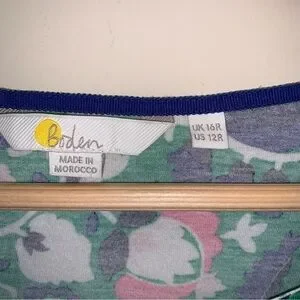 Boden
UK 16R
US 12R
MADE IN
MOROCCO